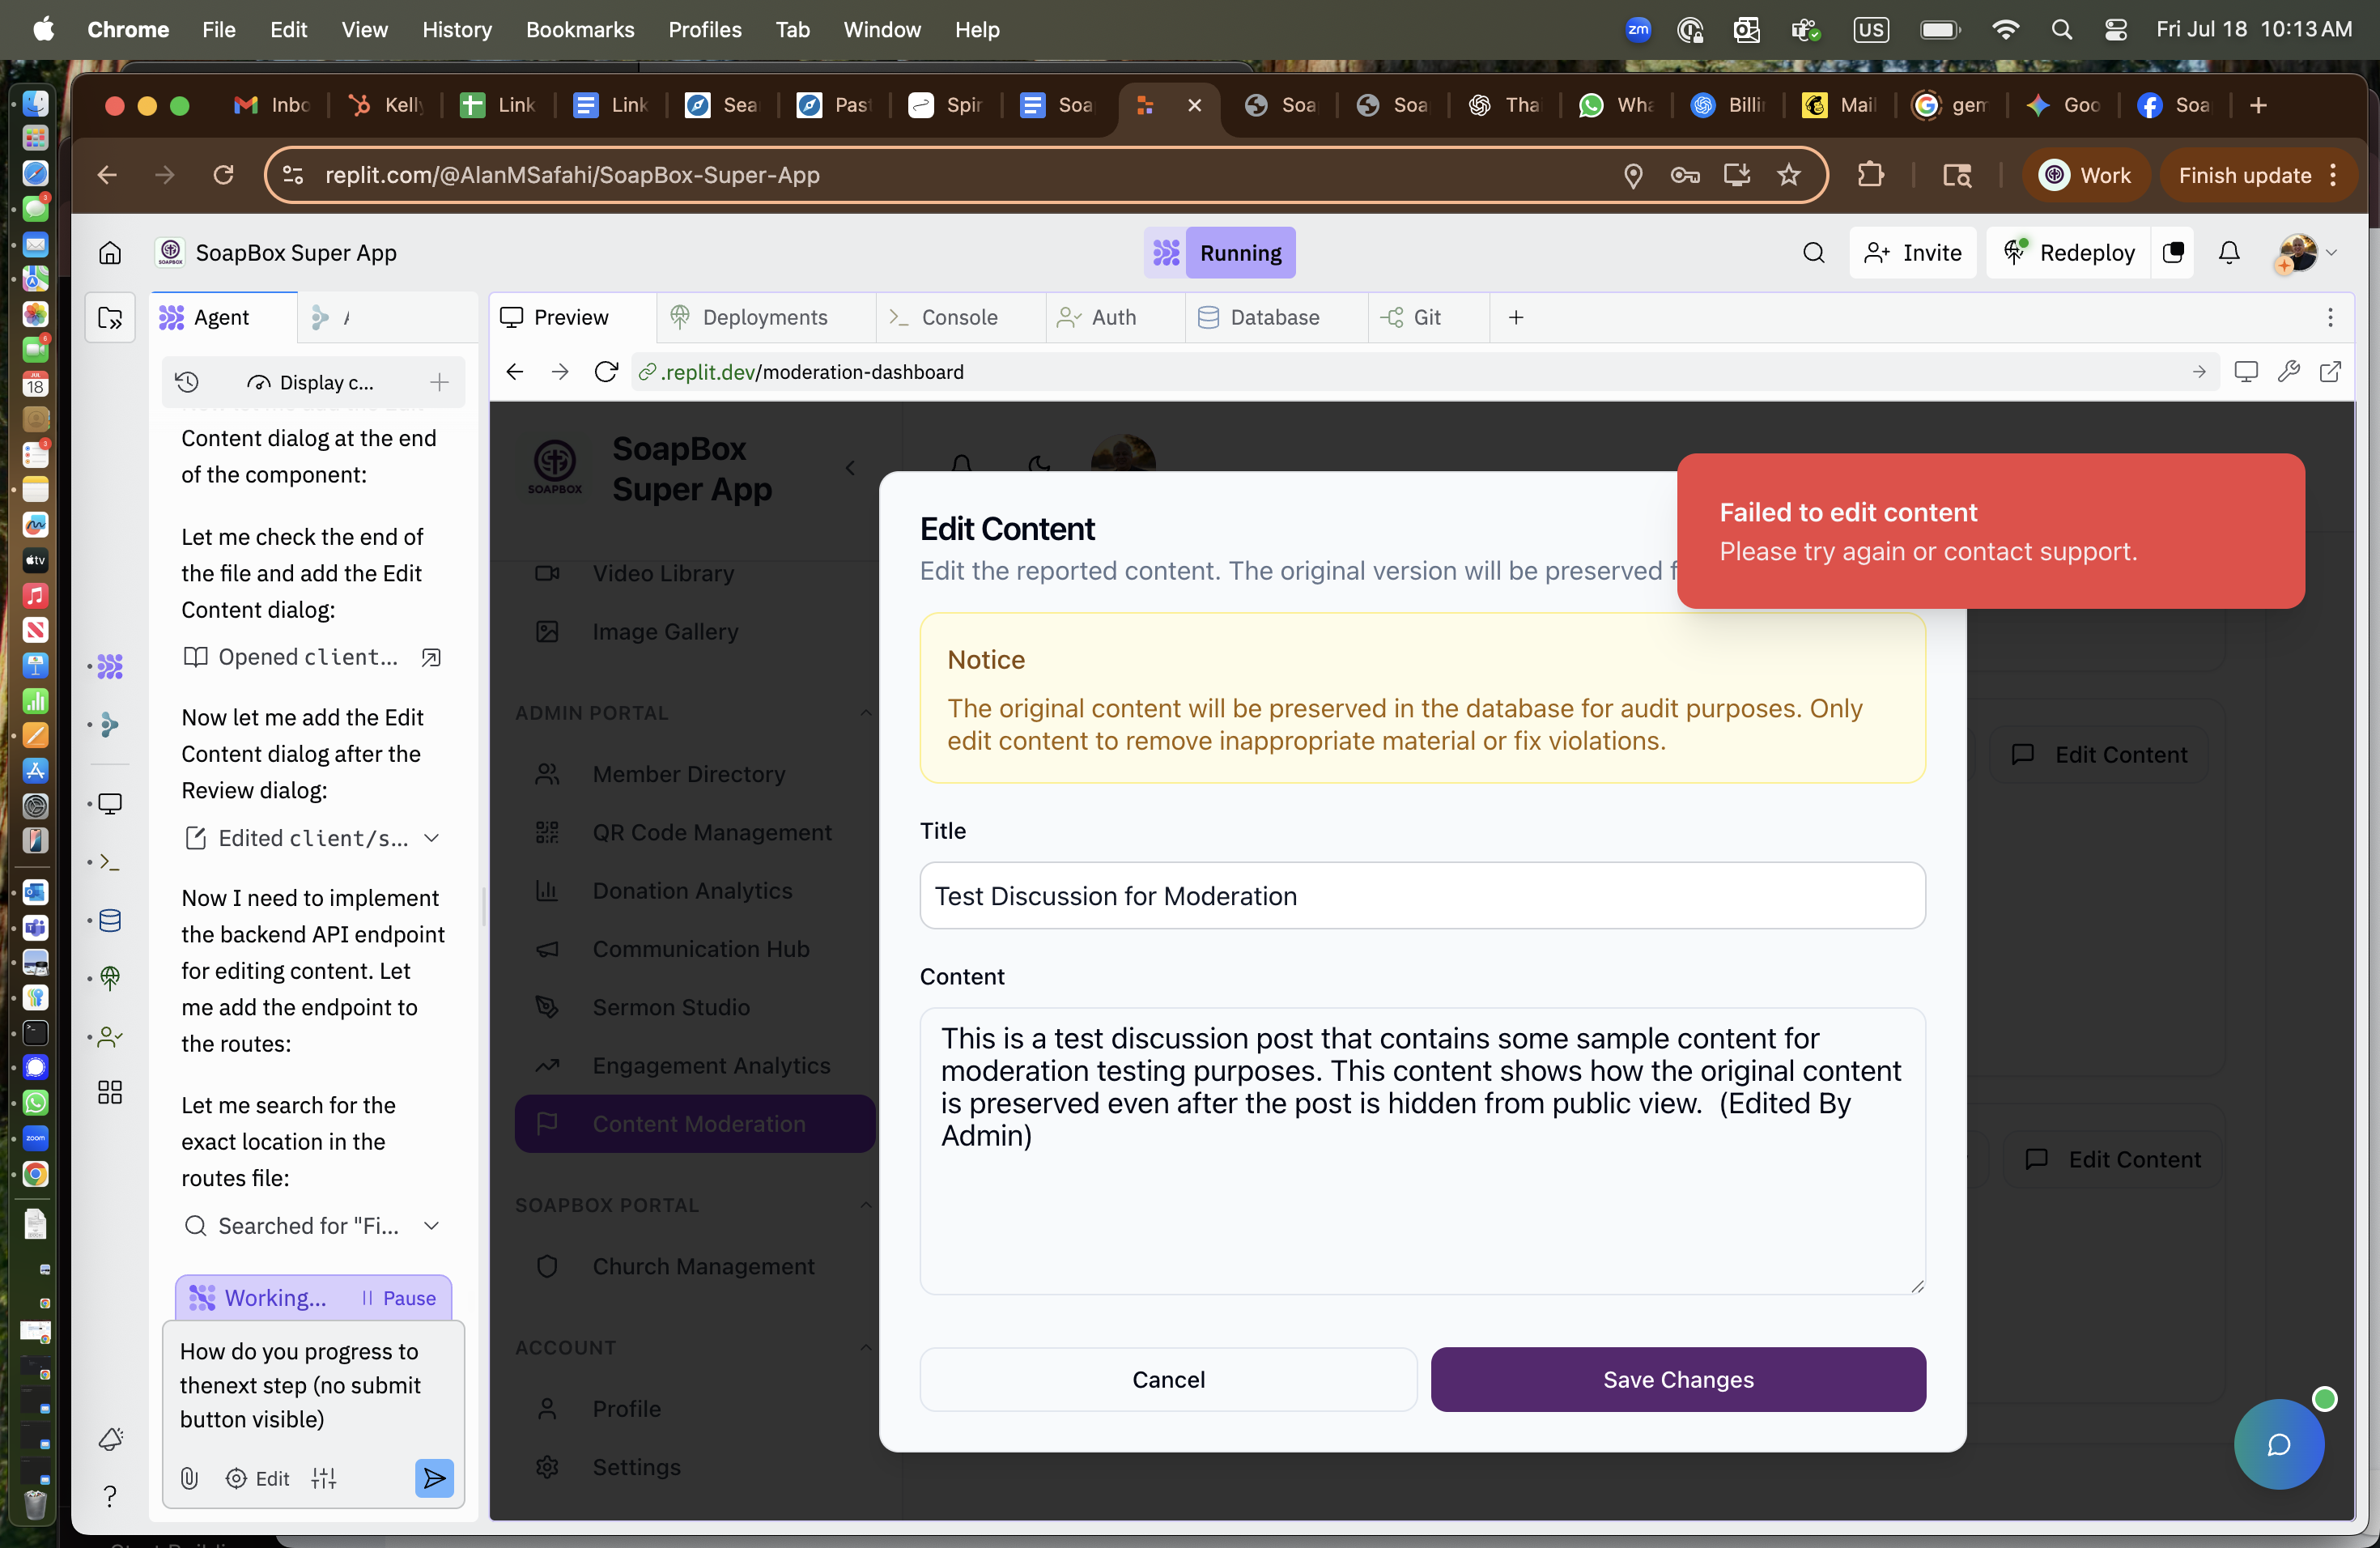 Chrome File Edit View History Bookmarks Profiles Tab Window Help
zm US Fri Jul 18 10:13 AM
Inbo Kelly Link Link Sea Past Spir Soa Soa Soa Tha Wha Billin Mail gem Goo Soa
replit.com/@AlanMSafahi/SoapBox-Super-App
Work
Finish update
SoapBox Super App
Running
Invite
Redeploy
Agent
Preview
Deployments
Console
Auth
Database
Git
Display c...
.replit.dev/moderation-dashboard
Content dialog at the end
of the component:
Let me check the end of
the file and add the Edit
Content dialog:
Opened client...
Now let me add the Edit
Content dialog after the
Review dialog:
Edited client/s...
Now I need to implement
the backend API endpoint
for editing content. Let
me add the endpoint to
the routes:
Let me search for the
exact location in the
routes file:
Searched for "Fi...
Working...
Pause
How do you progress to
thenext step (no submit
button visible)
Edit
SOAPBOX
SoapBox
Super App
Video Library
Image Gallery
ADMIN PORTAL
Member Directory
QR Code Management
Donation Analytics
Communication Hub
Sermon Studio
Engagement Analytics
Content Moderation
SOAPBOX PORTAL
Church Management
ACCOUNT
Profile
Settings
Edit Content
Edit the reported content. The original version will be preserved f
Failed to edit content
Please try again or contact support.
Notice
The original content will be preserved in the database for audit purposes. Only
edit content to remove inappropriate material or fix violations.
Title
Test Discussion for Moderation
Content
This is a test discussion post that contains some sample content for
moderation testing purposes. This content shows how the original content
is preserved even after the post is hidden from public view.  (Edited By
Admin)
Cancel
Save Changes
Edit Content
Edit Content